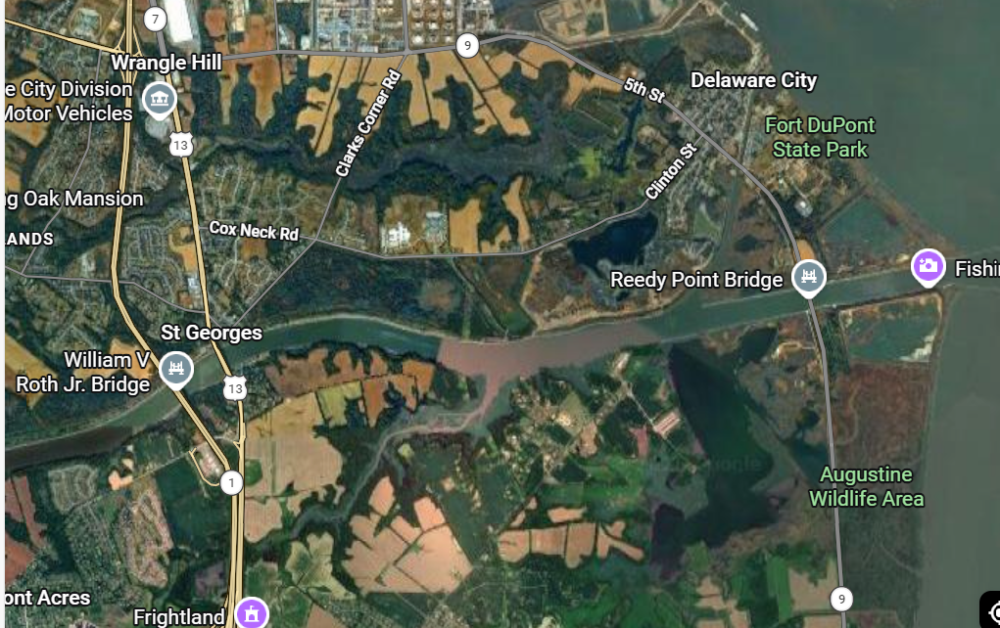 7
9
Wrangle Hill
Delaware City
e City Division
Motor Vehicles
5th St
Clarks Corner Rd
Fort DuPont
State Park
13
Clinton St
g Oak Mansion
Cox Neck Rd
ANDS
Reedy Point Bridge
Fishi
St Georges
William V
Roth Jr. Bridge
13
Google
1
Augustine
Wildlife Area
ont Acres
9
Frightland